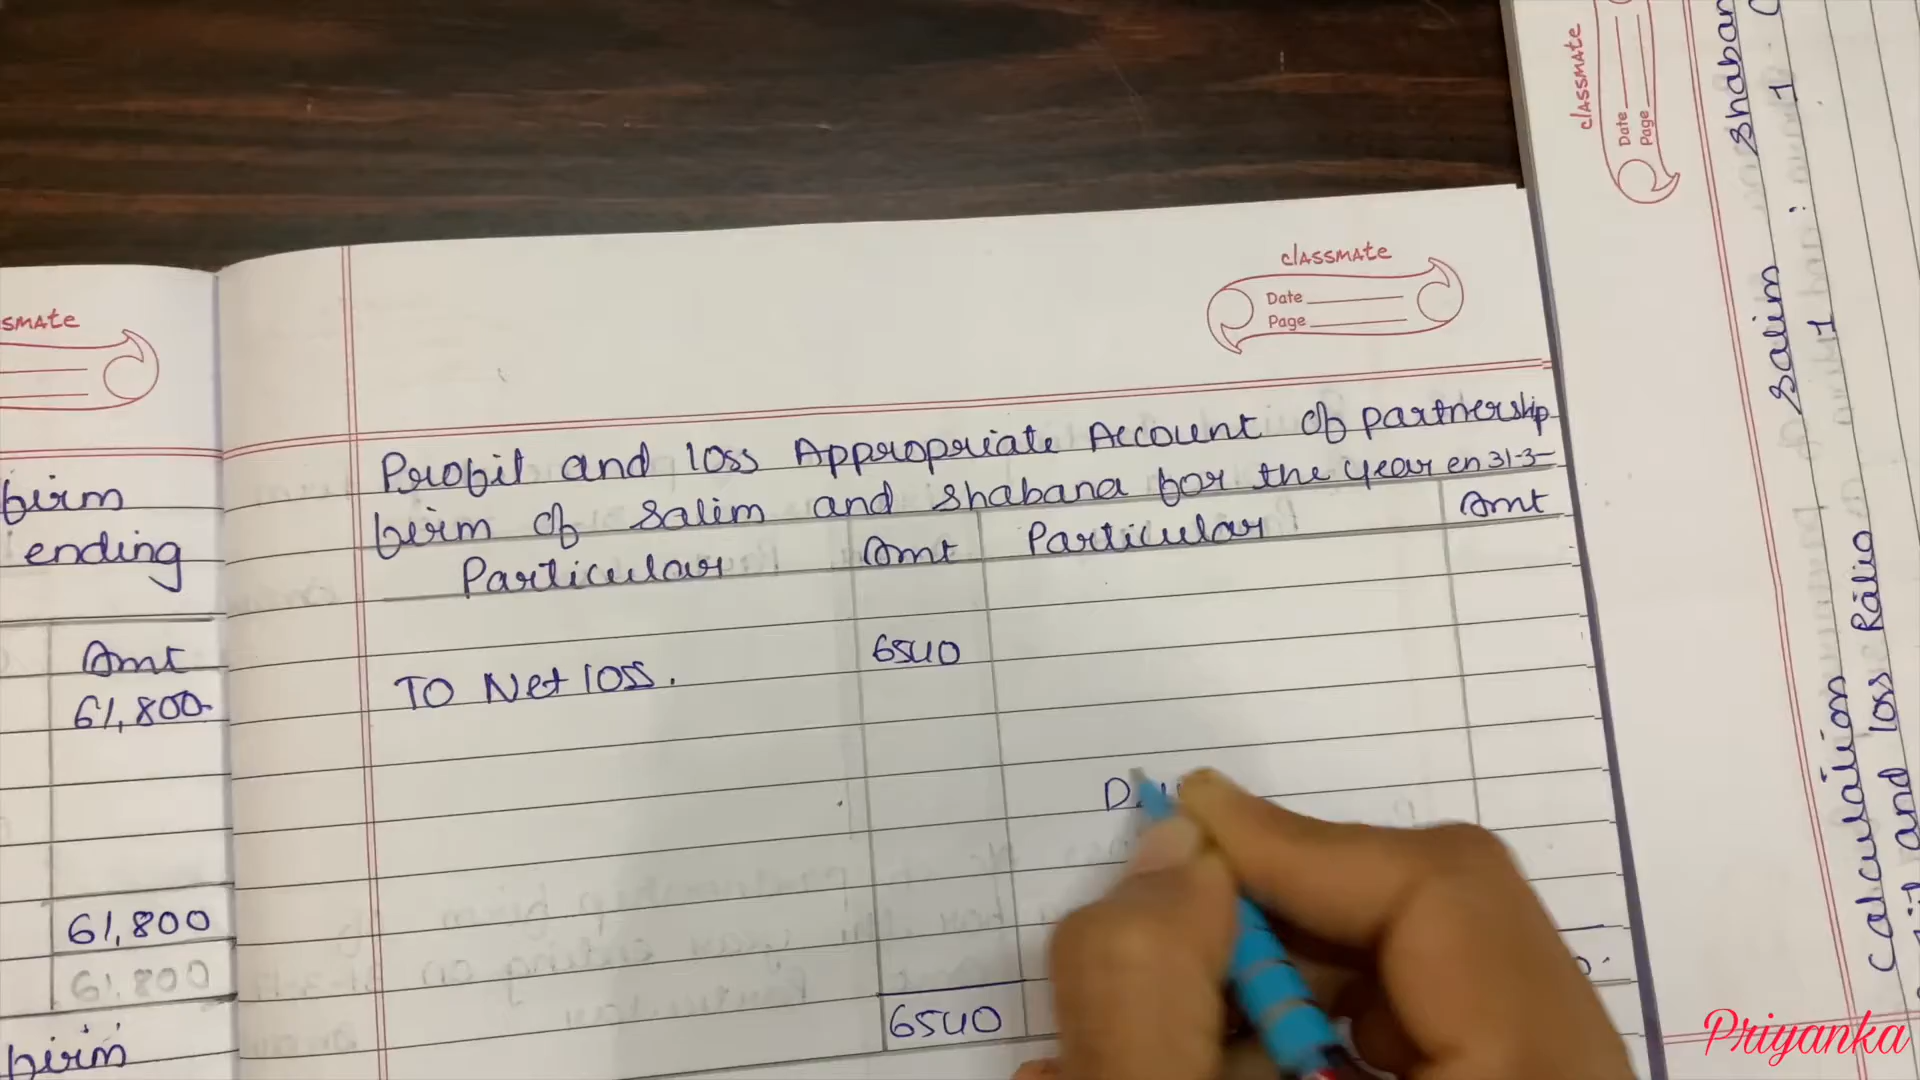 smate
firm
ending
Amt
61,800
61,800
61,800
firm
classmate
Date
Page
Profit and loss Appropriate Account of partnership
firm of Salim and Shabana for the year en 31-3-
Particular Amt Particular Amt
TO Net loss. 6540
6540
classmate
Date
Page
Salim
1 : 1
calculation
and loss Ratio
Priyanka